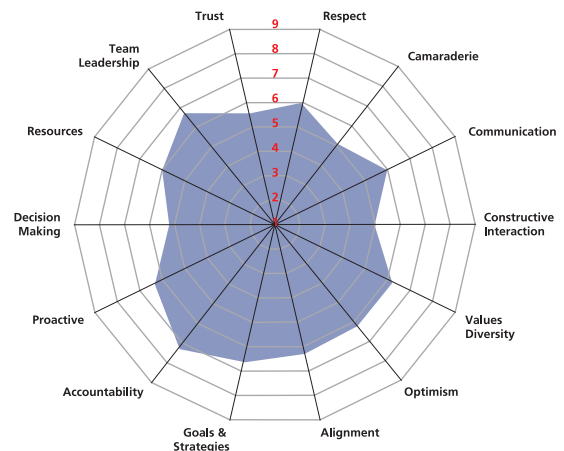 Trust
Respect
Team
Leadership
Camaraderie
Resources
Communication
Decision
Making
Constructive
Interaction
Proactive
Values
Diversity
Accountability
Optimism
Goals &
Strategies
Alignment
9
8
7
6
5
4
3
2